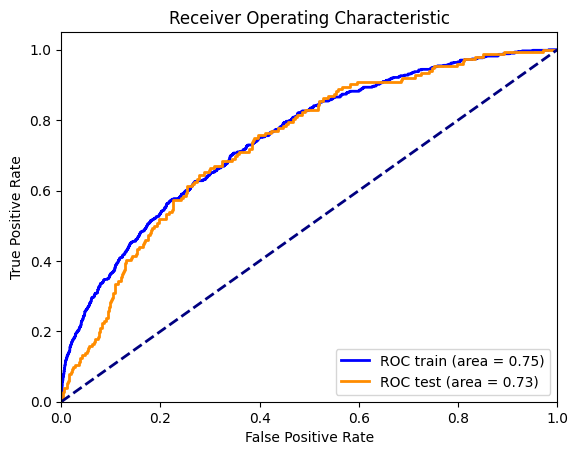 Receiver Operating Characteristic
True Positive Rate
1.0
0.8
0.6
0.4
0.2
0.0
0.0 0.2 0.4 0.6 0.8 1.0
False Positive Rate
ROC train (area = 0.75)
ROC test (area = 0.73)